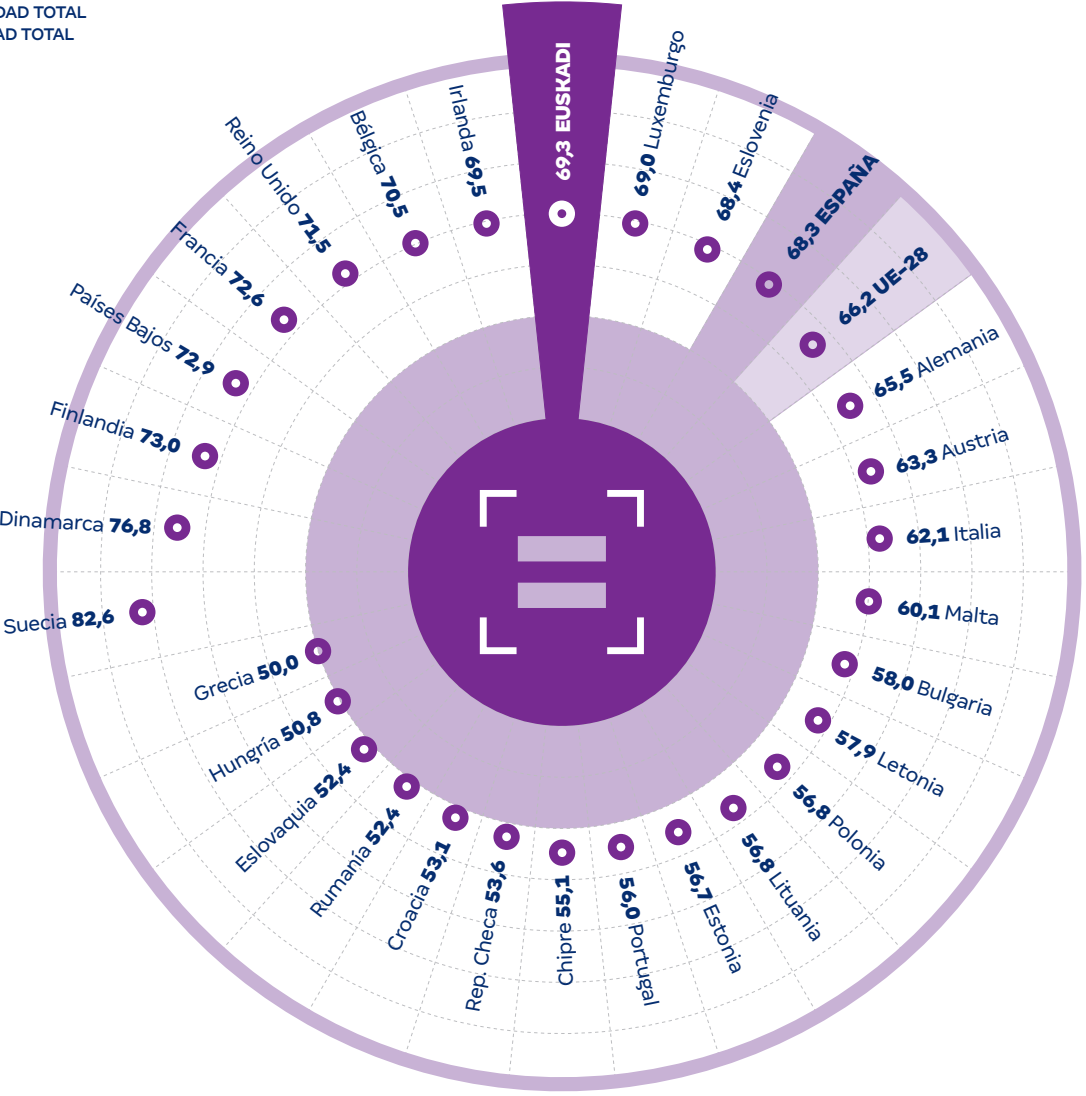 DAD TOTAL
AD TOTAL
69,3 EUSKADI
69,0 Luxemburgo
68,4 Eslovenia
68,3 ESPAÑA
66,2 UE-28
65,5 Alemania
63,3 Austria
62,1 Italia
60,1 Malta
58,0 Bulgaria
57,9 Letonia
56,8 Polonia
56,8 Lituania
56,7 Estonia
56,0 Portugal
Chipre 55,1
Rep. Checa 53,6
Croacia 53,1
Rumanía 52,4
Eslovaquia 52,4
Hungría 50,8
Grecia 50,0
Suecia 82,6
Dinamarca 76,8
Finlandia 73,0
Países Bajos 72,9
Francia 72,6
Reino Unido 71,5
Bélgica 70,5
Irlanda 69,5